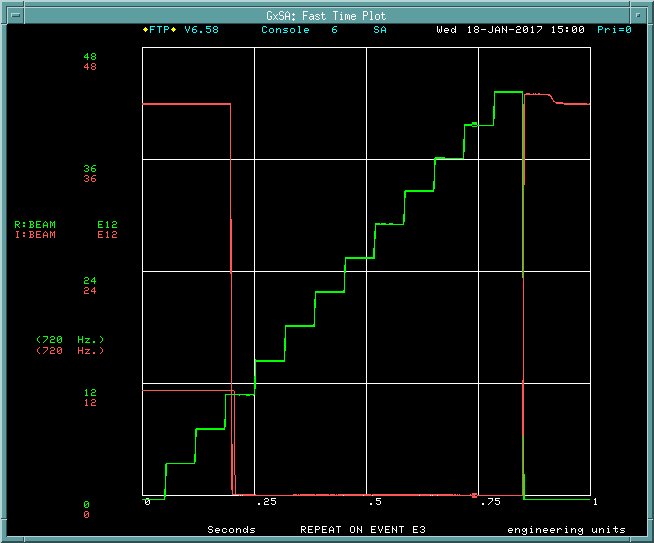 GxSA: Fast Time Plot
◆FTP◆ V6.58 Console 6 SA Wed 18-JAN-2017 15:00 Pri=0
48
48
36
36
R:BEAM E12
I:BEAM E12
24
24
(720 Hz.)
(720 Hz.)
12
12
0
0
0 .25 .5 .75 1
Seconds REPEAT ON EVENT E3 engineering units